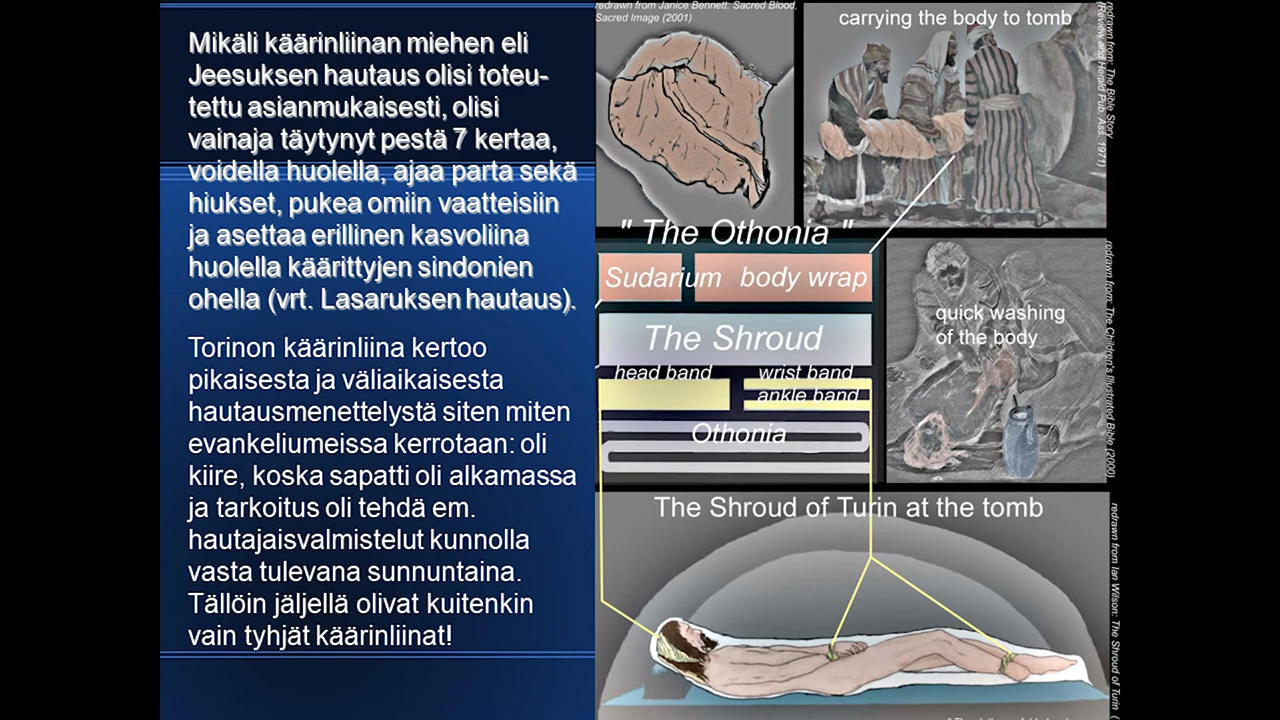 Mikäli käärinliinan miehen eli
Jeesuksen hautaus olisi toteu-
tettu asianmukaisesti, olisi
vainaja täytynyt pestä 7 kertaa,
voidella huolella, ajaa parta sekä
hiukset, pukea omiin vaatteisiin
ja asettaa erillinen kasvoliina
huolella käärittyjen sindonien
ohella (vrt. Lasaruksen hautaus).
Torinon käärinliina kertoo
pikaisesta ja väliaikaisesta
hautausmenettelystä siten miten
evankeliumeissa kerrotaan: oli
kiire, koska sapatti oli alkamassa
ja tarkoitus oli tehdä em.
hautajaisvalmistelut kunnolla
vasta tulevana sunnuntaina.
Tällöin jäljellä olivat kuitenkin
vain tyhjät käärinliinat!
redrawn from Janice Bennett: Sacred Blood,
Sacred Image (2001)
carrying the body to tomb
redrawn from: The Bible Story
(Review and Herald Pub. Ass. 1971)
" The Othonia "
Sudarium
body wrap
The Shroud
head band
wrist band
ankle band
Othonia
quick washing
of the body
redrawn from: The Children's Illustrated Bible (2000)
The Shroud of Turin at the tomb
redrawn from Ian Wilson: The Shroud of Turin (